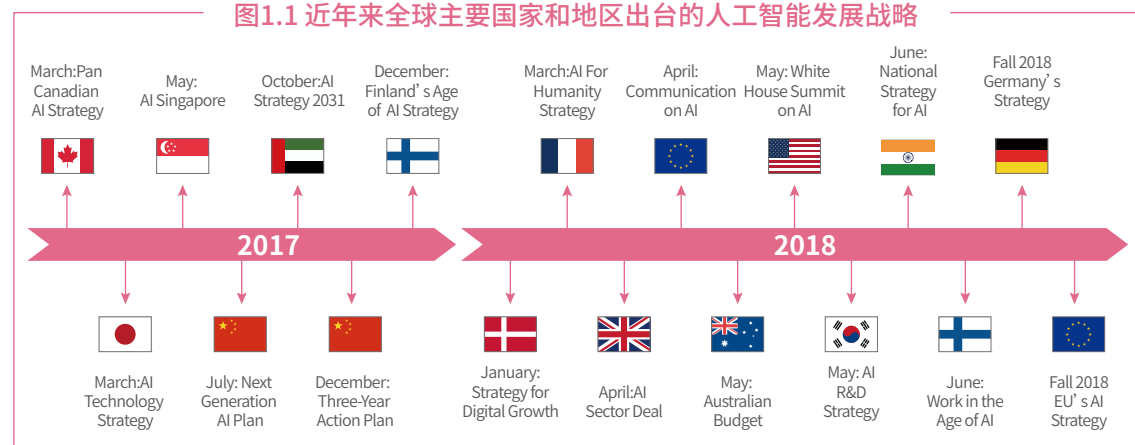 图1.1 近年来全球主要国家和地区出台的人工智能发展战略
March:Pan
Canadian
AI Strategy
May:
AI Singapore
October:AI
Strategy 2031
December:
Finland’s Age
of AI Strategy
March:AI For
Humanity
Strategy
April:
Communication
on AI
May: White
House Summit
on AI
June:
National
Strategy
for AI
Fall 2018
Germany’s
Strategy
2017
2018
March:AI
Technology
Strategy
July: Next
Generation
AI Plan
December:
Three-Year
Action Plan
January:
Strategy for
Digital Growth
April:AI
Sector Deal
May:
Australian
Budget
May: AI
R&D
Strategy
June:
Work in the
Age of AI
Fall 2018
EU’s AI
Strategy